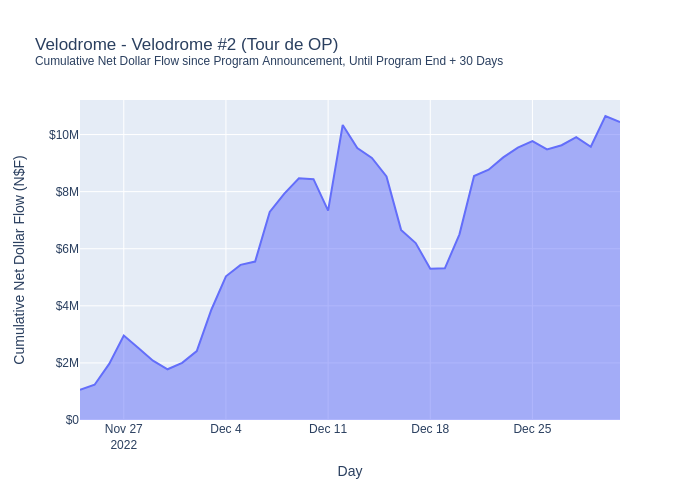 Velodrome - Velodrome #2 (Tour de OP)
Cumulative Net Dollar Flow since Program Announcement, Until Program End + 30 Days
Cumulative Net Dollar Flow (N$F)
$10M
$8M
$6M
$4M
$2M
$0
Nov 27
2022
Dec 4
Dec 11
Dec 18
Dec 25
Day